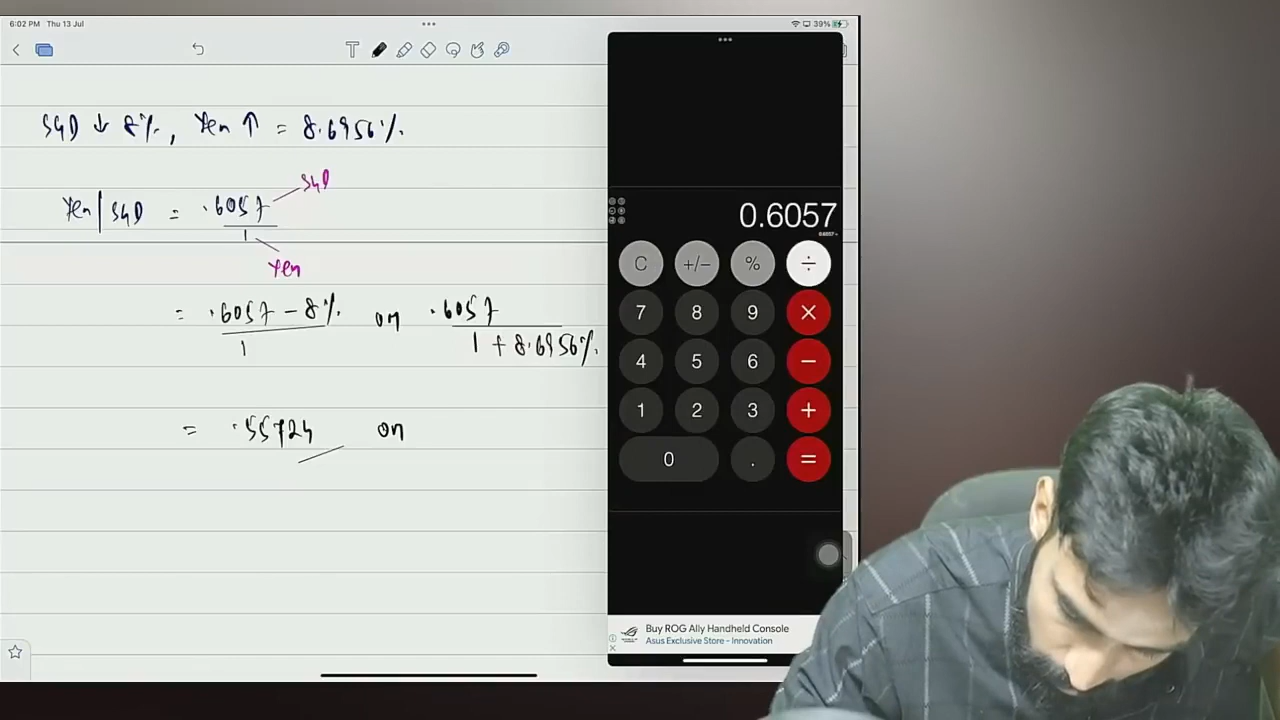 6:02 PM Thu 13 Jul
39%
SGD ↓ 8%, Yen ↑ = 8.6956%.
Yen | SGD = .6057 SGD
1
Yen
= .6057 - 8% or .6057
1 1 + 8.6956%.
= .55724 or
0.6057
0.6057 ÷
C +/- % ÷
7 8 9 ×
4 5 6 −
1 2 3 +
0 . =
Buy ROG Ally Handheld Console
Asus Exclusive Store - Innovation